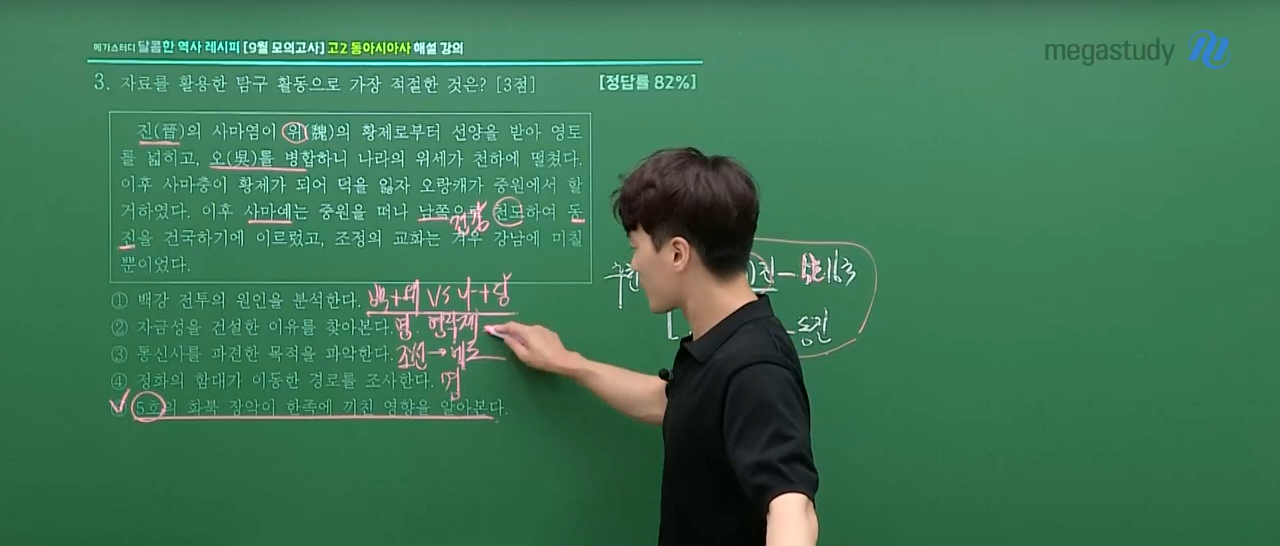 메가스터디 달콤한 역사 레시피 [9월 모의고사] 고2 동아시아사 해설 강의
megastudy
3. 자료를 활용한 탐구 활동으로 가장 적절한 것은? [3점] [정답률 82%]
진(晉)의 사마염이 위(魏)의 황제로부터 선양을 받아 영토
를 넓히고, 오(吳)를 병합하니 나라의 위세가 천하에 떨쳤다.
이후 사마충이 황제가 되어 덕을 잃자 오랑캐가 중원에서 할
거하였다. 이후 사마예는 중원을 떠나 남쪽으로 천도하여 동
건강
진을 건국하기에 이르렀고, 조정의 교화는 겨우 강남에 미칠
뿐이었다.
① 백강 전투의 원인을 분석한다. 백+왜 VS 나+당
② 자금성을 건설한 이유를 찾아본다. 명. 영락제
③ 통신사를 파견한 목적을 파악한다. 조선→에도
④ 정화의 함대가 이동한 경로를 조사한다. 명
5호의 화북 장악이 한족에 끼친 영향을 알아본다.
진
동진